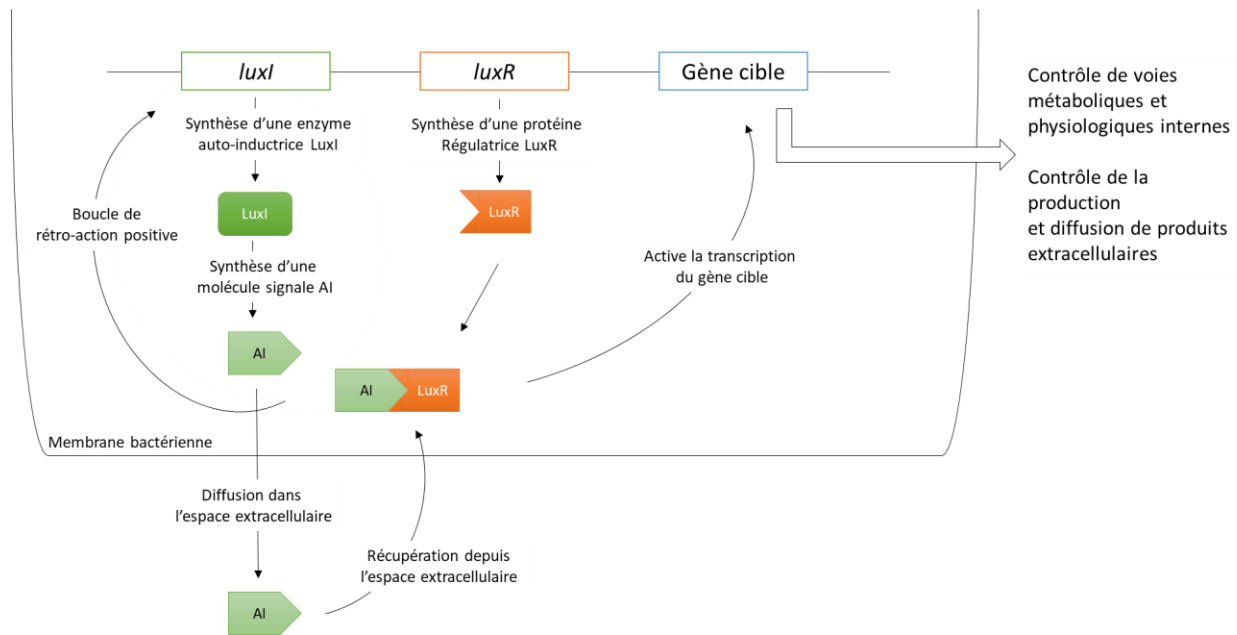 luxI
luxR
Gène cible
Synthèse d'une enzyme
auto-inductrice LuxI
Synthèse d'une protéine
Régulatrice LuxR
Contrôle de voies
métaboliques et
physiologiques internes
Contrôle de la
production
et diffusion de produits
extracellulaires
Boucle de
rétro-action positive
LuxI
LuxR
Synthèse d'une
molécule signale AI
Active la transcription
du gène cible
AI
AI
LuxR
Membrane bactérienne
Diffusion dans
l'espace extracellulaire
Récupération depuis
l'espace extracellulaire
AI